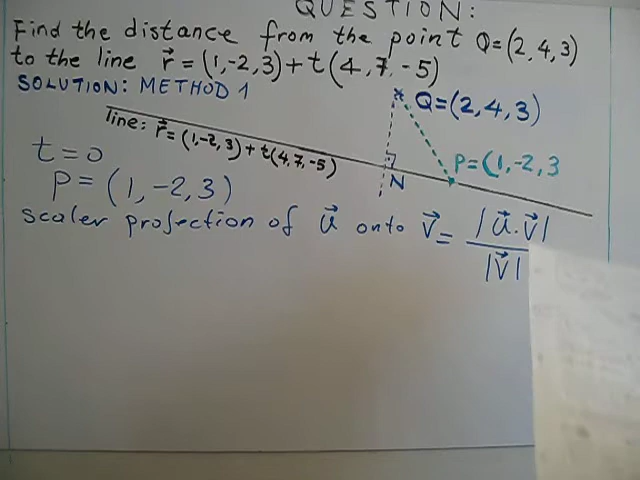 QUESTION:
Find the distance from the point Q=(2,4,3)
to the line r⃗=(1,-2,3)+t(4,7,-5)
SOLUTION: METHOD 1
Q=(2,4,3)
line: r⃗=(1,-2,3)+t(4,7,-5)
t=0
P=(1,-2,3
N
P=(1,-2,3)
scaler projection of u⃗ onto v⃗= |u⃗.v⃗|
|v⃗|